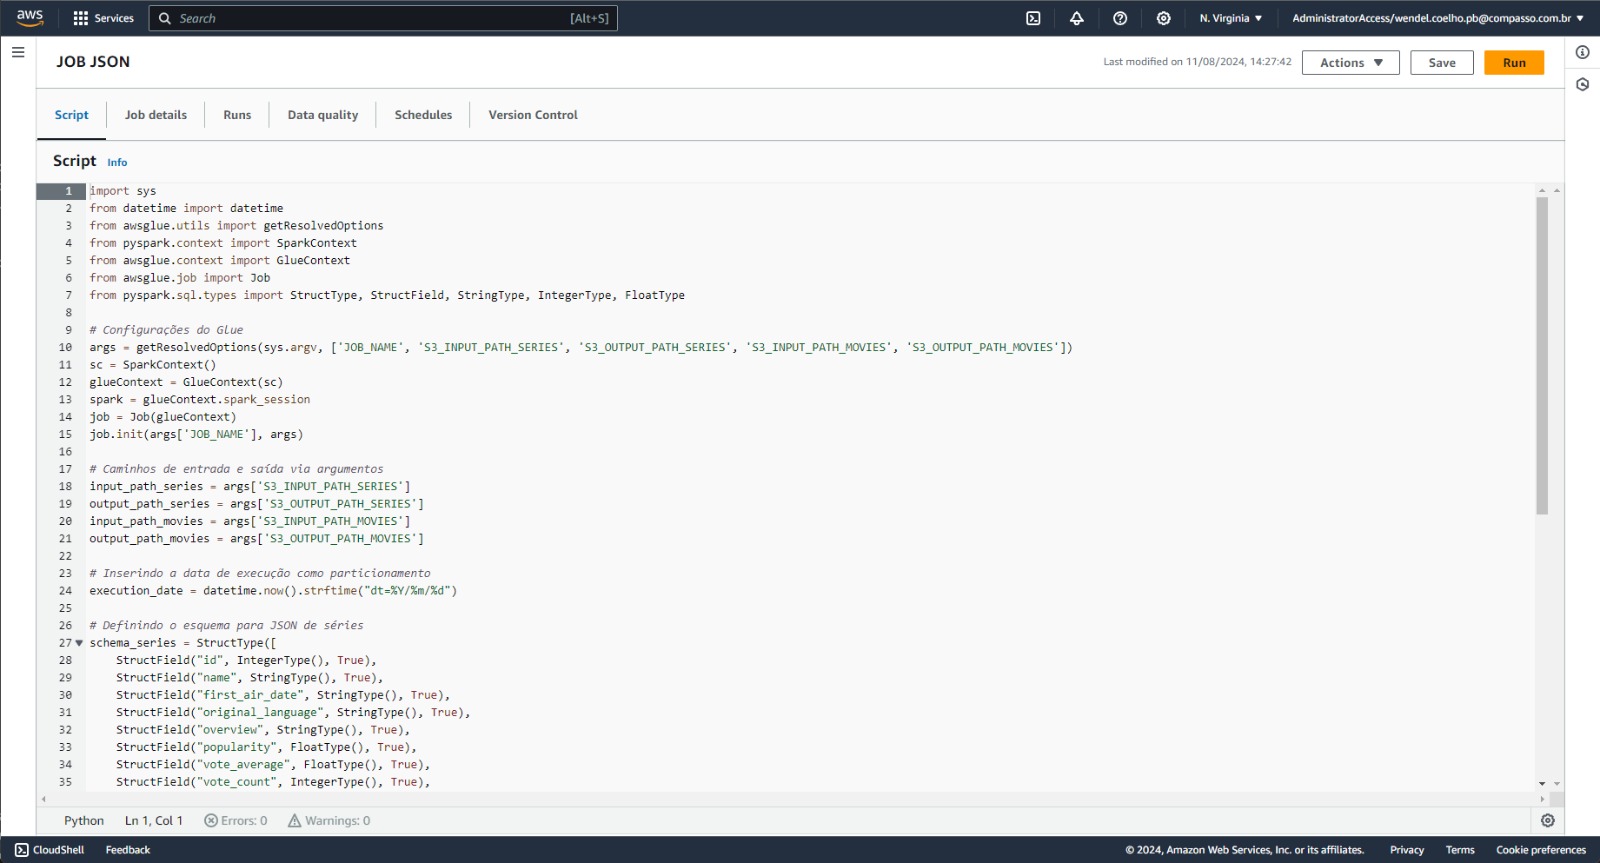 aws Services Search [Alt+S] N. Virginia ▼ AdministratorAccess/wendel.coelho.pb@compasso.com.br ▼
JOB JSON Last modified on 11/08/2024, 14:27:42 Actions ▼ Save Run
Script Job details Runs Data quality Schedules Version Control
Script Info
1 import sys
2 from datetime import datetime
3 from awsglue.utils import getResolvedOptions
4 from pyspark.context import SparkContext
5 from awsglue.context import GlueContext
6 from awsglue.job import Job
7 from pyspark.sql.types import StructType, StructField, StringType, IntegerType, FloatType
8
9 # Configurações do Glue
10 args = getResolvedOptions(sys.argv, ['JOB_NAME', 'S3_INPUT_PATH_SERIES', 'S3_OUTPUT_PATH_SERIES', 'S3_INPUT_PATH_MOVIES', 'S3_OUTPUT_PATH_MOVIES'])
11 sc = SparkContext()
12 glueContext = GlueContext(sc)
13 spark = glueContext.spark_session
14 job = Job(glueContext)
15 job.init(args['JOB_NAME'], args)
16
17 # Caminhos de entrada e saída via argumentos
18 input_path_series = args['S3_INPUT_PATH_SERIES']
19 output_path_series = args['S3_OUTPUT_PATH_SERIES']
20 input_path_movies = args['S3_INPUT_PATH_MOVIES']
21 output_path_movies = args['S3_OUTPUT_PATH_MOVIES']
22
23 # Inserindo a data de execução como particionamento
24 execution_date = datetime.now().strftime("dt=%Y/%m/%d")
25
26 # Definindo o esquema para JSON de séries
27 schema_series = StructType([
28 StructField("id", IntegerType(), True),
29 StructField("name", StringType(), True),
30 StructField("first_air_date", StringType(), True),
31 StructField("original_language", StringType(), True),
32 StructField("overview", StringType(), True),
33 StructField("popularity", FloatType(), True),
34 StructField("vote_average", FloatType(), True),
35 StructField("vote_count", IntegerType(), True),
Python Ln 1, Col 1 Errors: 0 Warnings: 0
CloudShell Feedback © 2024, Amazon Web Services, Inc. or its affiliates. Privacy Terms Cookie preferences